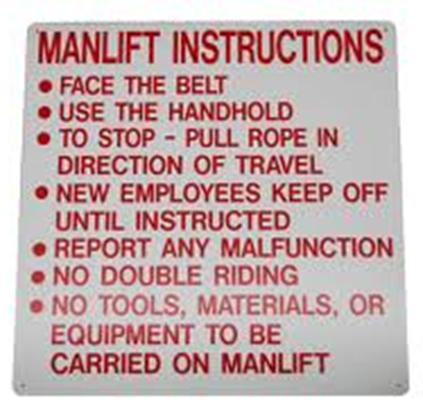 MANLIFT INSTRUCTIONS
• FACE THE BELT
• USE THE HANDHOLD
• TO STOP - PULL ROPE IN
DIRECTION OF TRAVEL
• NEW EMPLOYEES KEEP OFF
UNTIL INSTRUCTED
• REPORT ANY MALFUNCTION
• NO DOUBLE RIDING
• NO TOOLS, MATERIALS, OR
EQUIPMENT TO BE
CARRIED ON MANLIFT